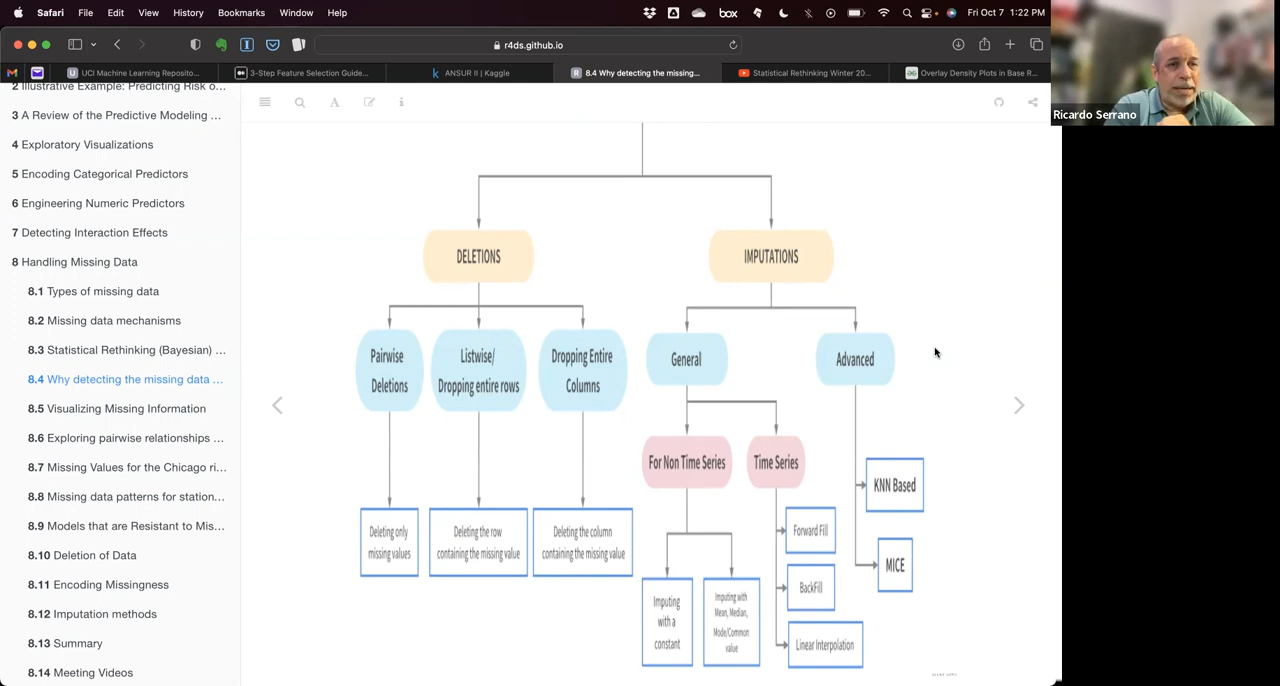 Safari File Edit View History Bookmarks Window Help
box
Fri Oct 7 1:22 PM
r4ds.github.io
UCI Machine Learning Reposito...
3-Step Feature Selection Guide...
ANSUR II | Kaggle
8.4 Why detecting the missing...
Statistical Rethinking Winter 20...
Overlay Density Plots in Base R...
Ricardo Serrano
2 Illustrative Example: Predicting Risk o...
3 A Review of the Predictive Modeling ...
4 Exploratory Visualizations
5 Encoding Categorical Predictors
6 Engineering Numeric Predictors
7 Detecting Interaction Effects
8 Handling Missing Data
8.1 Types of missing data
8.2 Missing data mechanisms
8.3 Statistical Rethinking (Bayesian) ...
8.4 Why detecting the missing data ...
8.5 Visualizing Missing Information
8.6 Exploring pairwise relationships ...
8.7 Missing Values for the Chicago ri...
8.8 Missing data patterns for station...
8.9 Models that are Resistant to Mis...
8.10 Deletion of Data
8.11 Encoding Missingness
8.12 Imputation methods
8.13 Summary
8.14 Meeting Videos
DELETIONS
IMPUTATIONS
Pairwise
Deletions
Listwise/
Dropping entire rows
Dropping Entire
Columns
General
Advanced
For Non Time Series
Time Series
KNN Based
MICE
Deleting only
missing values
Deleting the row
containing the missing value
Deleting the column
containing the missing value
Forward Fill
BackFill
Linear Interpolation
Imputing
with a
constant
Imputing with
Mean, Median,
Mode/Common
value